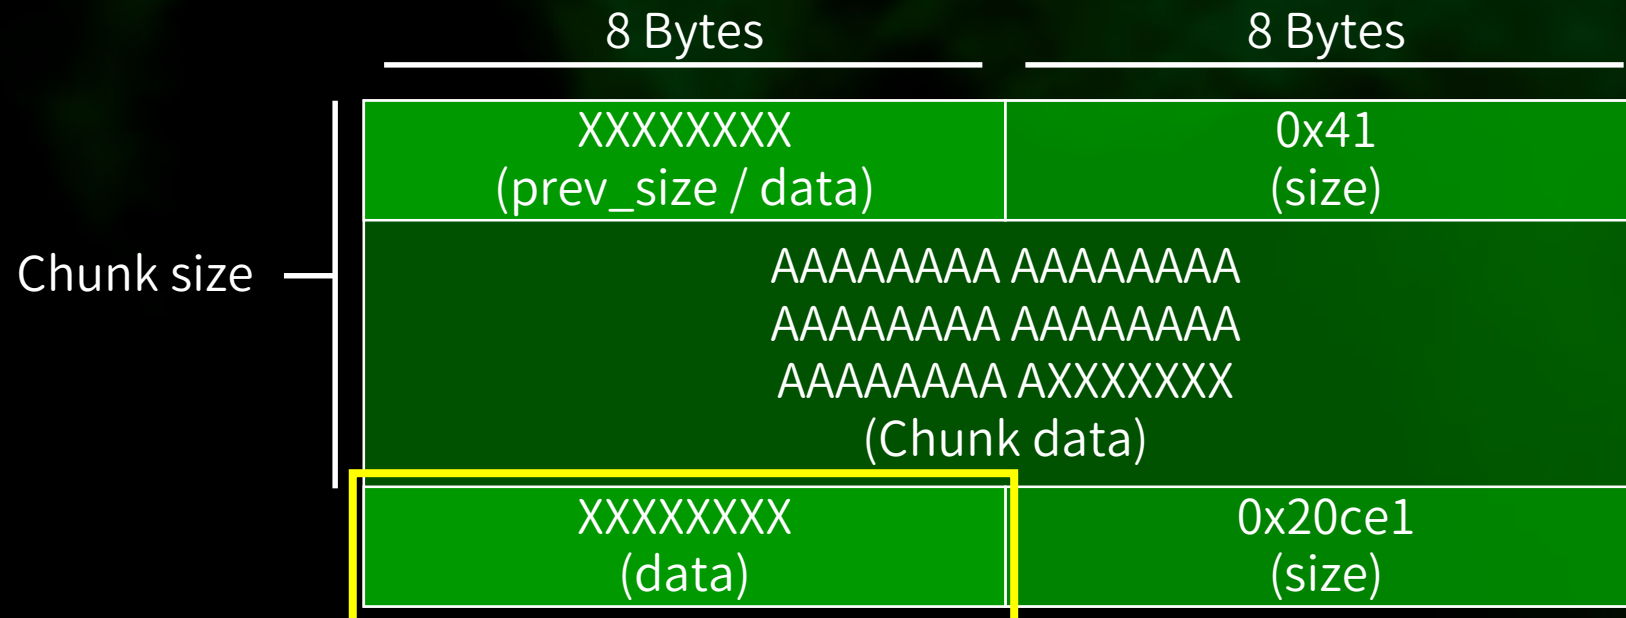 8 Bytes
8 Bytes
XXXXXXXX
(prev_size / data)
0x41
(size)
Chunk size
AAAAAAAA AAAAAAAA
AAAAAAAA AAAAAAAA
AAAAAAAA AXXXXXXX
(Chunk data)
XXXXXXXX
(data)
0x20ce1
(size)